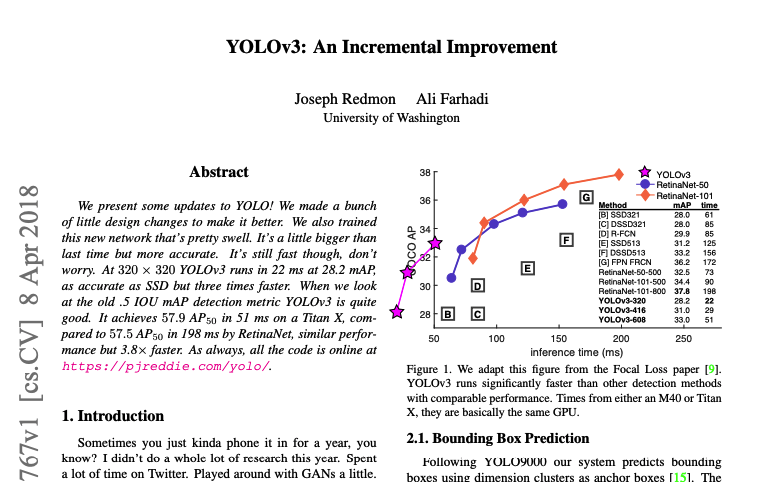 YOLOv3: An Incremental Improvement
Joseph Redmon Ali Farhadi
University of Washington
767v1 [cs.CV] 8 Apr 2018
Abstract
We present some updates to YOLO! We made a bunch
of little design changes to make it better. We also trained
this new network that's pretty swell. It's a little bigger than
last time but more accurate. It's still fast though, don't
worry. At 320 × 320 YOLOv3 runs in 22 ms at 28.2 mAP,
as accurate as SSD but three times faster. When we look
at the old .5 IOU mAP detection metric YOLOv3 is quite
good. It achieves 57.9 AP50 in 51 ms on a Titan X, com-
pared to 57.5 AP50 in 198 ms by RetinaNet, similar perfor-
mance but 3.8× faster. As always, all the code is online at
https://pjreddie.com/yolo/.
1. Introduction
Sometimes you just kinda phone it in for a year, you
know? I didn't do a whole lot of research this year. Spent
a lot of time on Twitter. Played around with GANs a little.
38
36
34
32
30
28
OCO AP
50 100 150 200 250
inference time (ms)
B
C
D
E
F
G
YOLOv3
RetinaNet-50
RetinaNet-101
Method mAP time
[B] SSD321 28.0 61
[C] DSSD321 28.0 85
[D] R-FCN 29.9 85
[E] SSD513 31.2 125
[F] DSSD513 33.2 156
[G] FPN FRCN 36.2 172
RetinaNet-50-500 32.5 73
RetinaNet-101-500 34.4 90
RetinaNet-101-800 37.8 198
YOLOv3-320 28.2 22
YOLOv3-416 31.0 29
YOLOv3-608 33.0 51
Figure 1. We adapt this figure from the Focal Loss paper [9].
YOLOv3 runs significantly faster than other detection methods
with comparable performance. Times from either an M40 or Titan
X, they are basically the same GPU.
2.1. Bounding Box Prediction
Following YOLO9000 our system predicts bounding
boxes using dimension clusters as anchor boxes [15]. The